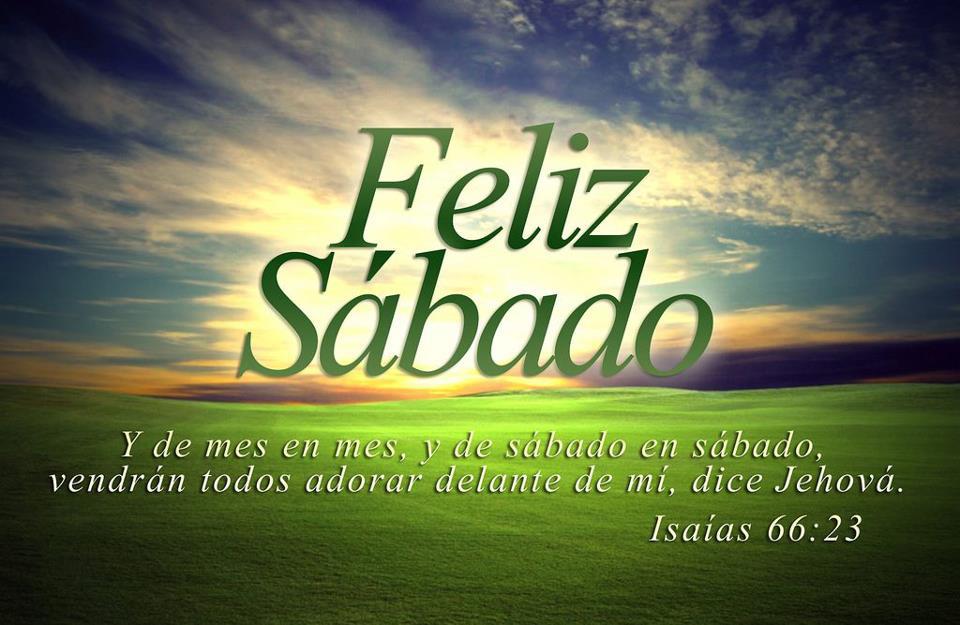 Feliz
Sábado
Y de mes en mes, y de sábado en sábado,
vendrán todos adorar delante de mí, dice Jehová.
Isaías 66:23